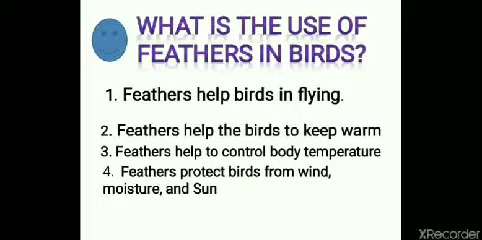 WHAT IS THE USE OF
FEATHERS IN BIRDS?
1. Feathers help birds in flying.
2. Feathers help the birds to keep warm
3. Feathers help to control body temperature
4. Feathers protect birds from wind,
moisture, and Sun
XRecorder